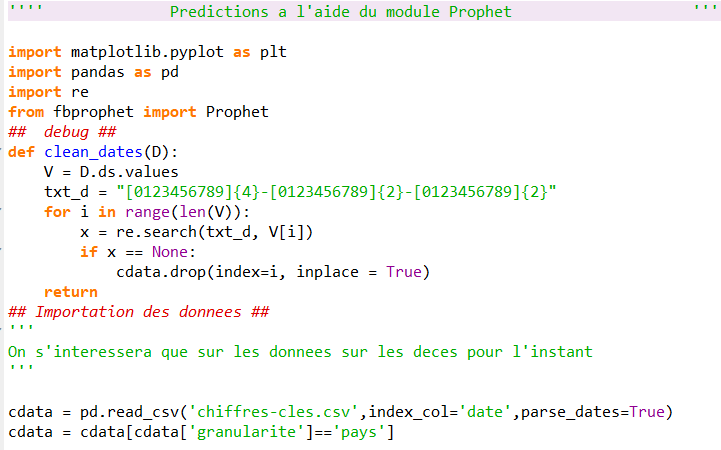 ''''              Predictions a l'aide du module Prophet                    '''
import matplotlib.pyplot as plt
import pandas as pd
import re
from fbprophet import Prophet
##  debug ##
def clean_dates(D):
    V = D.ds.values
    txt_d = "[0123456789]{4}-[0123456789]{2}-[0123456789]{2}"
    for i in range(len(V)):
        x = re.search(txt_d, V[i])
        if x == None:
            cdata.drop(index=i, inplace = True)
    return
## Importation des donnees ##
'''
On s'interessera que sur les donnees sur les deces pour l'instant
'''
cdata = pd.read_csv('chiffres-cles.csv',index_col='date',parse_dates=True)
cdata = cdata[cdata['granularite']=='pays']